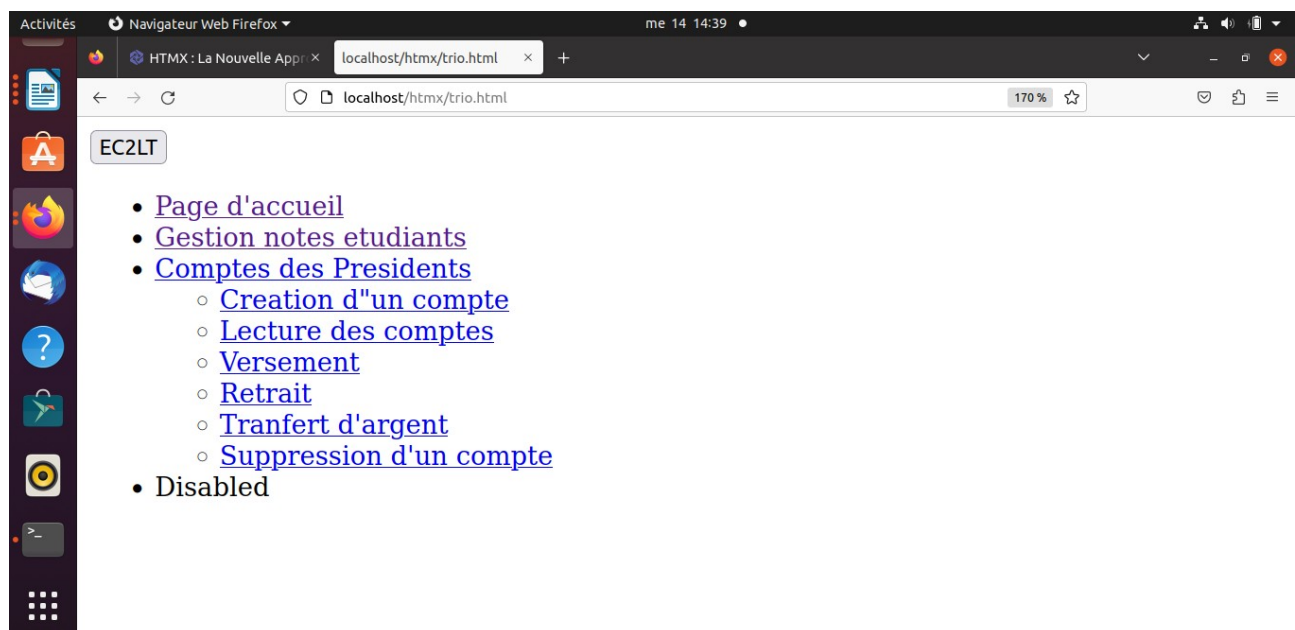 Activités Navigateur Web Firefox me 14 14:39
HTMX : La Nouvelle Appr localhost/htmx/trio.html
localhost/htmx/trio.html 170 %
EC2LT
Page d'accueil
Gestion notes etudiants
Comptes des Presidents
Creation d"un compte
Lecture des comptes
Versement
Retrait
Tranfert d'argent
Suppression d'un compte
Disabled